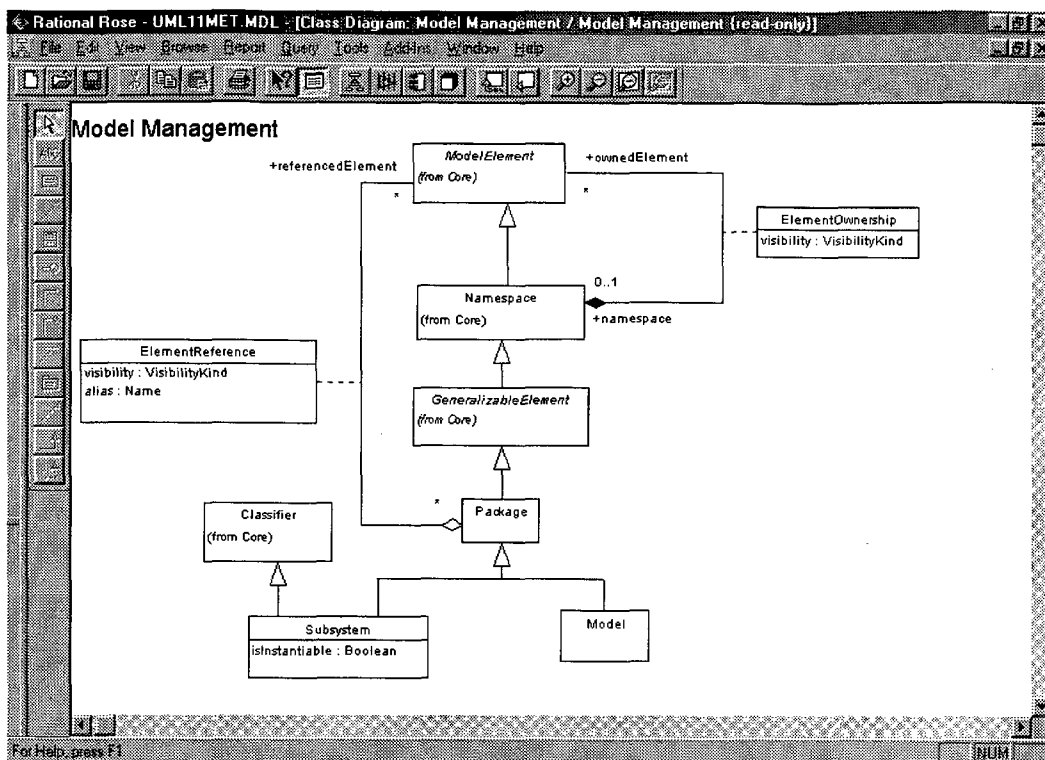 Rational Rose - UML11MET.MDL - [Class Diagram: Model Management / Model Management (read-only)]
File Edit View Browse Report Query Tools Add-Ins Window Help
Model Management
+referencedElement
*
ModelElement
(from Core)
+ownedElement
*
ElementOwnership
visibility : VisibilityKind
Namespace
(from Core)
0..1
+namespace
ElementReference
visibility : VisibilityKind
alias : Name
GeneralizableElement
(from Core)
*
Package
Classifier
(from Core)
Subsystem
isInstantiable : Boolean
Model
For Help, press F1
NUM